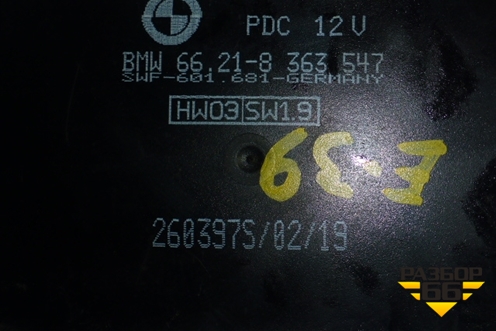 PDC 12V
BMW 66.21-8 363 547
SWF-601.681-GERMANY
HW03 SW1.9
E-39
260397S/02/19
РАЗБОР
66